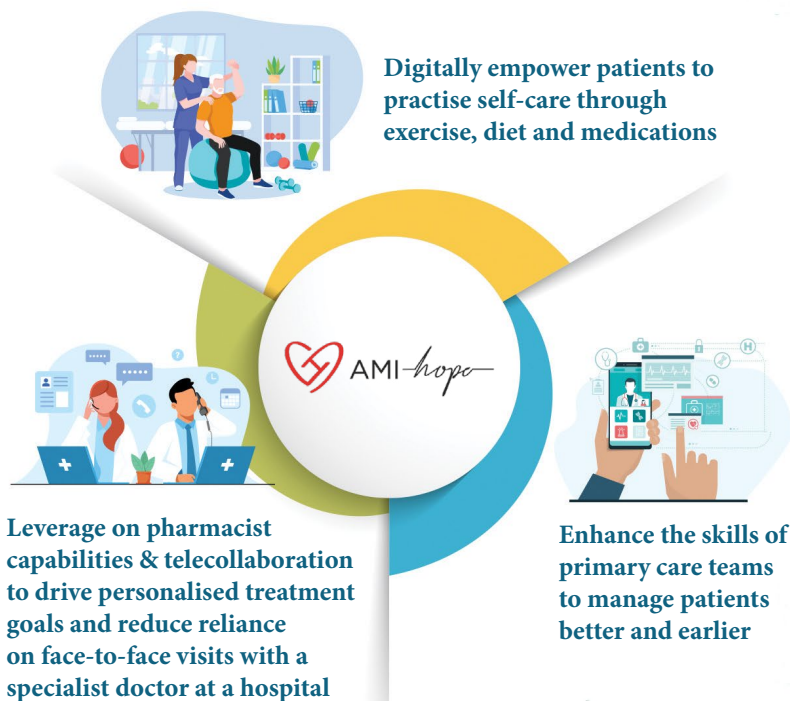 Digitally empower patients to
practise self-care through
exercise, diet and medications
AMI-hope
Leverage on pharmacist
capabilities & telecollaboration
to drive personalised treatment
goals and reduce reliance
on face-to-face visits with a
specialist doctor at a hospital
Enhance the skills of
primary care teams
to manage patients
better and earlier